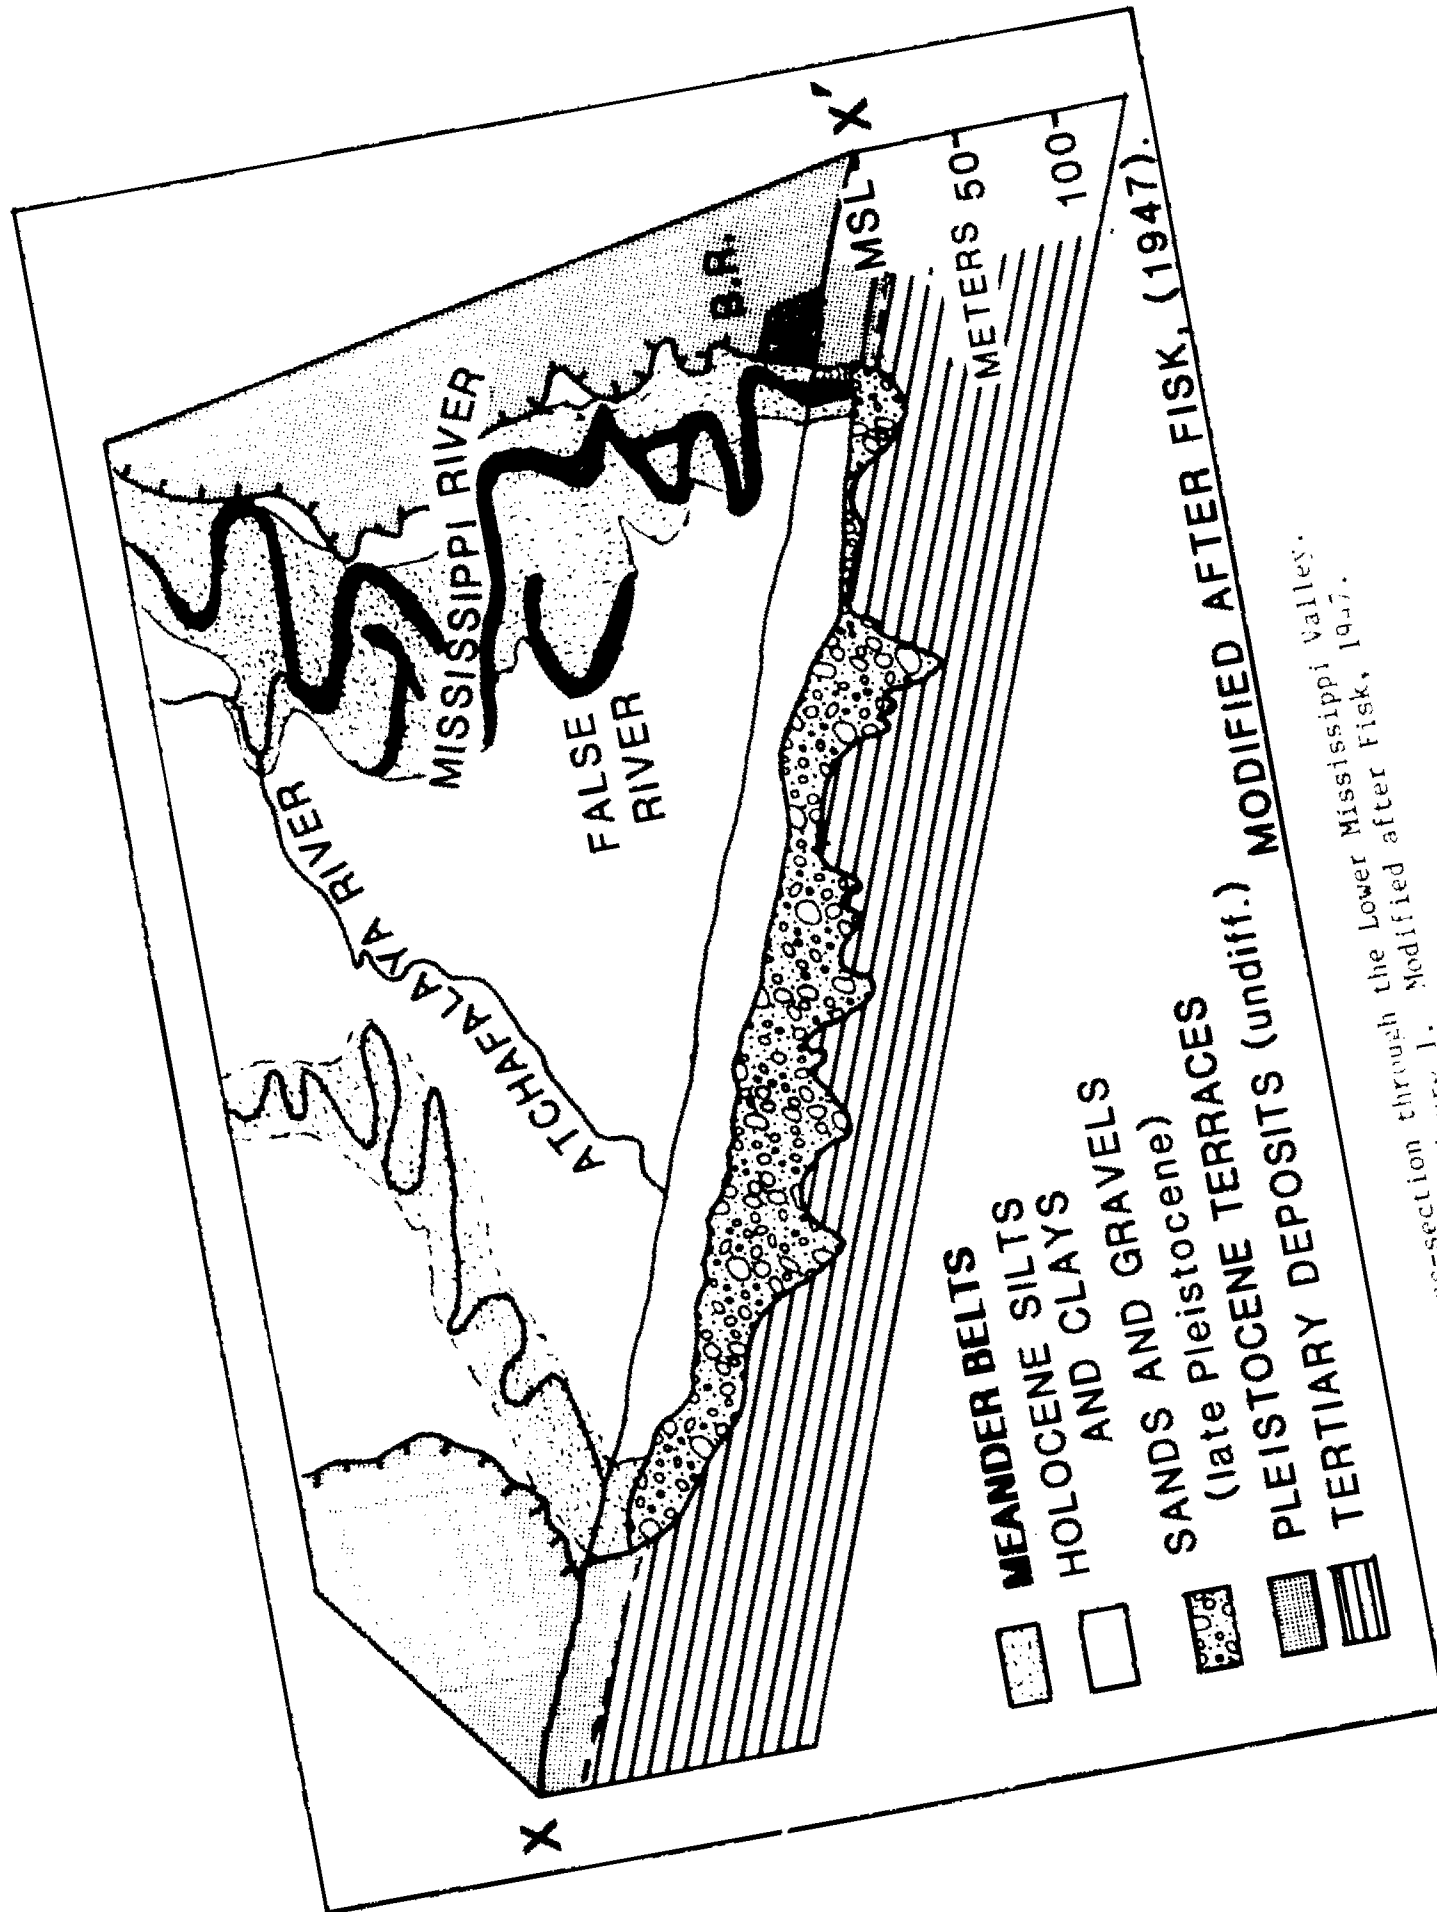 X
X'
MISSISSIPPI RIVER
ATCHAFALAYA RIVER
FALSE
RIVER
B.R.
MSL
METERS 50
100
MEANDER BELTS
HOLOCENE SILTS
AND CLAYS
SANDS AND GRAVELS
(late Pleistocene)
PLEISTOCENE TERRACES
TERTIARY DEPOSITS (undiff.)
MODIFIED AFTER FISK, (1947).
through the Lower Mississippi Valley.
1. Modified after Fisk, 1947.